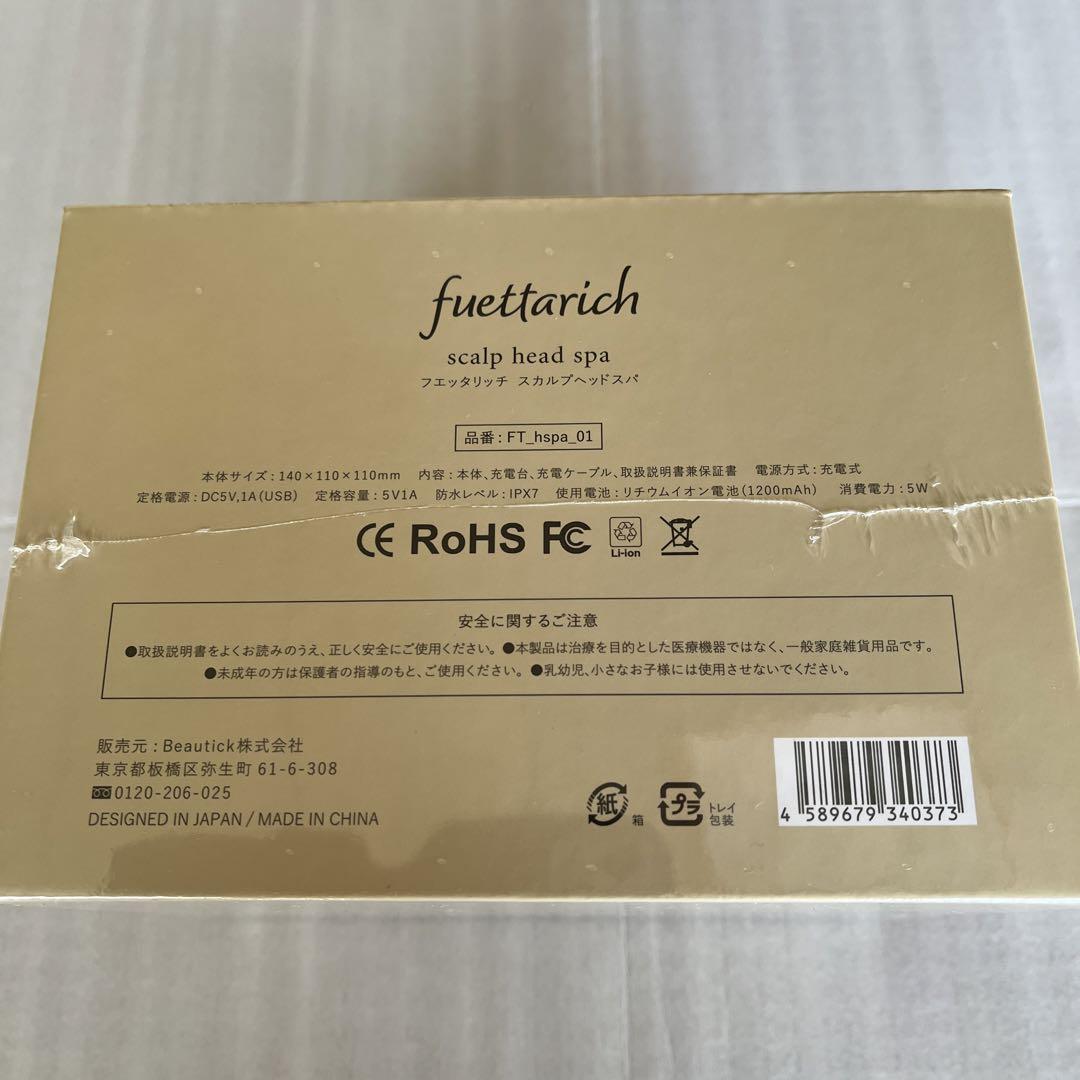 fuettarich
scalp head spa
フエッタリッチ スカルプヘッドスパ
品番：FT_hspa_01
本体サイズ：140×110×110mm 内容：本体、充電台、充電ケーブル、取扱説明書兼保証書 電源方式：充電式
定格電源：DC5V,1A（USB） 定格容量：5V1A 防水レベル：IPX7 使用電池：リチウムイオン電池（1200mAh） 消費電力：5W
CE RoHS FC Li-ion
安全に関するご注意
●取扱説明書をよくお読みのうえ、正しく安全にご使用ください。●本製品は治療を目的とした医療機器ではなく、一般家庭雑貨用品です。
●未成年の方は保護者の指導のもと、ご使用ください。●乳幼児、小さなお子様には使用させないでください。
販売元：Beautick株式会社
東京都板橋区弥生町 61-6-308
0120-206-025
DESIGNED IN JAPAN / MADE IN CHINA
紙 箱
プラ トレイ 包装
4 589679 340373